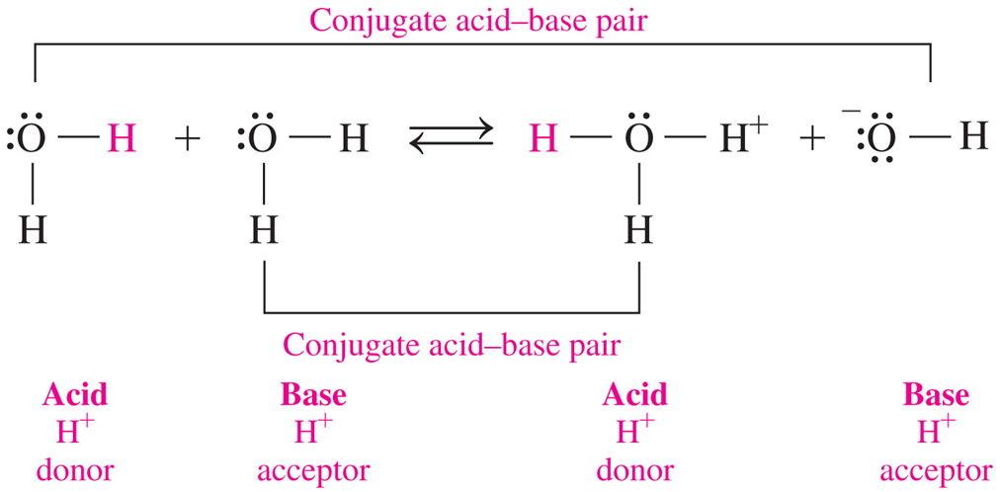 Conjugate acid–base pair
:Ö — H + :Ö — H ⇌ H — Ö — H⁺ + ⁻:Ö̤ — H
H H H
Conjugate acid–base pair
Acid Base Acid Base
H⁺ H⁺ H⁺ H⁺
donor acceptor donor acceptor